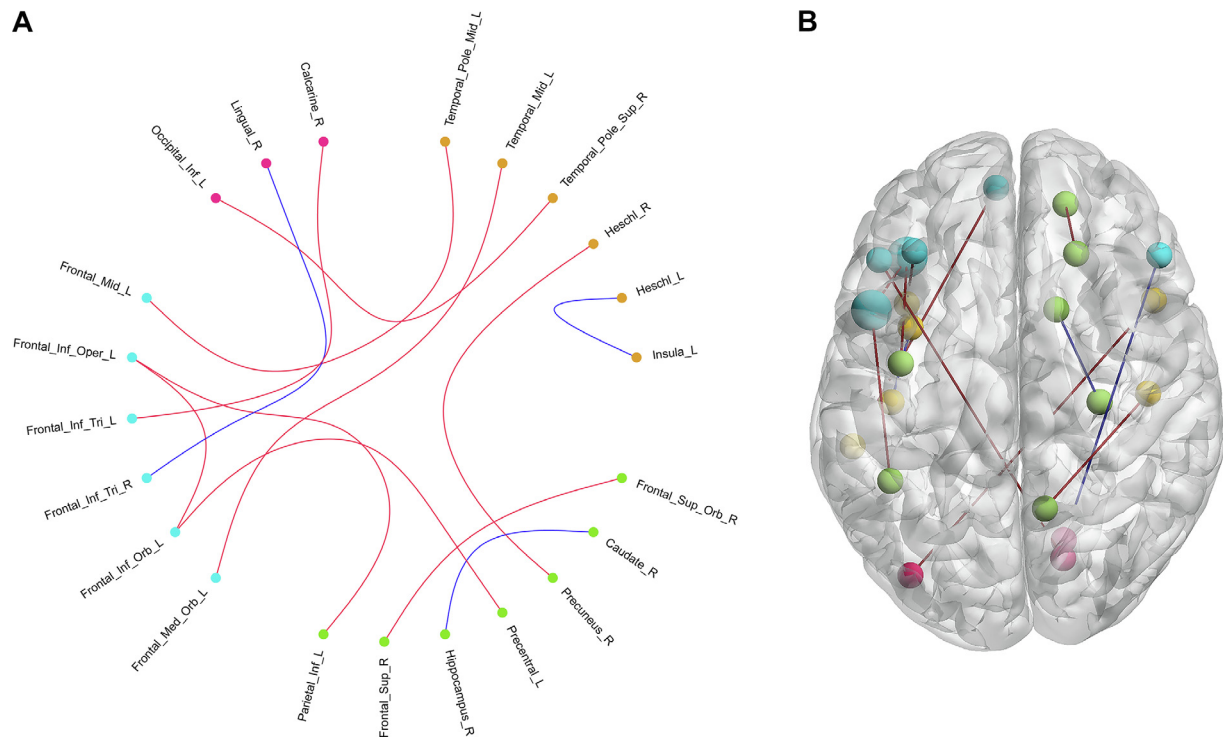 A
B
Temporal_Pole_Mid_L
Temporal_Mid_L
Temporal_Pole_Sup_R
Heschl_R
Heschl_L
Insula_L
Frontal_Sup_Orb_R
Caudate_R
Precuneus_R
Precentral_L
Hippocampus_R
Frontal_Sup_R
Parietal_Inf_L
Frontal_Med_Orb_L
Frontal_Inf_Orb_L
Frontal_Inf_Tri_R
Frontal_Inf_Tri_L
Frontal_Inf_Oper_L
Frontal_Mid_L
Occipital_Inf_L
Lingual_R
Calcarine_R